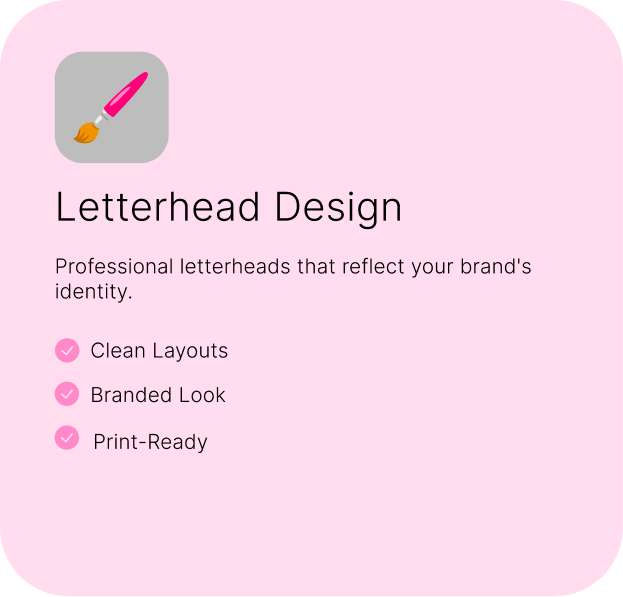 Letterhead Design
Professional letterheads that reflect your brand's
identity.
Clean Layouts
Branded Look
Print-Ready